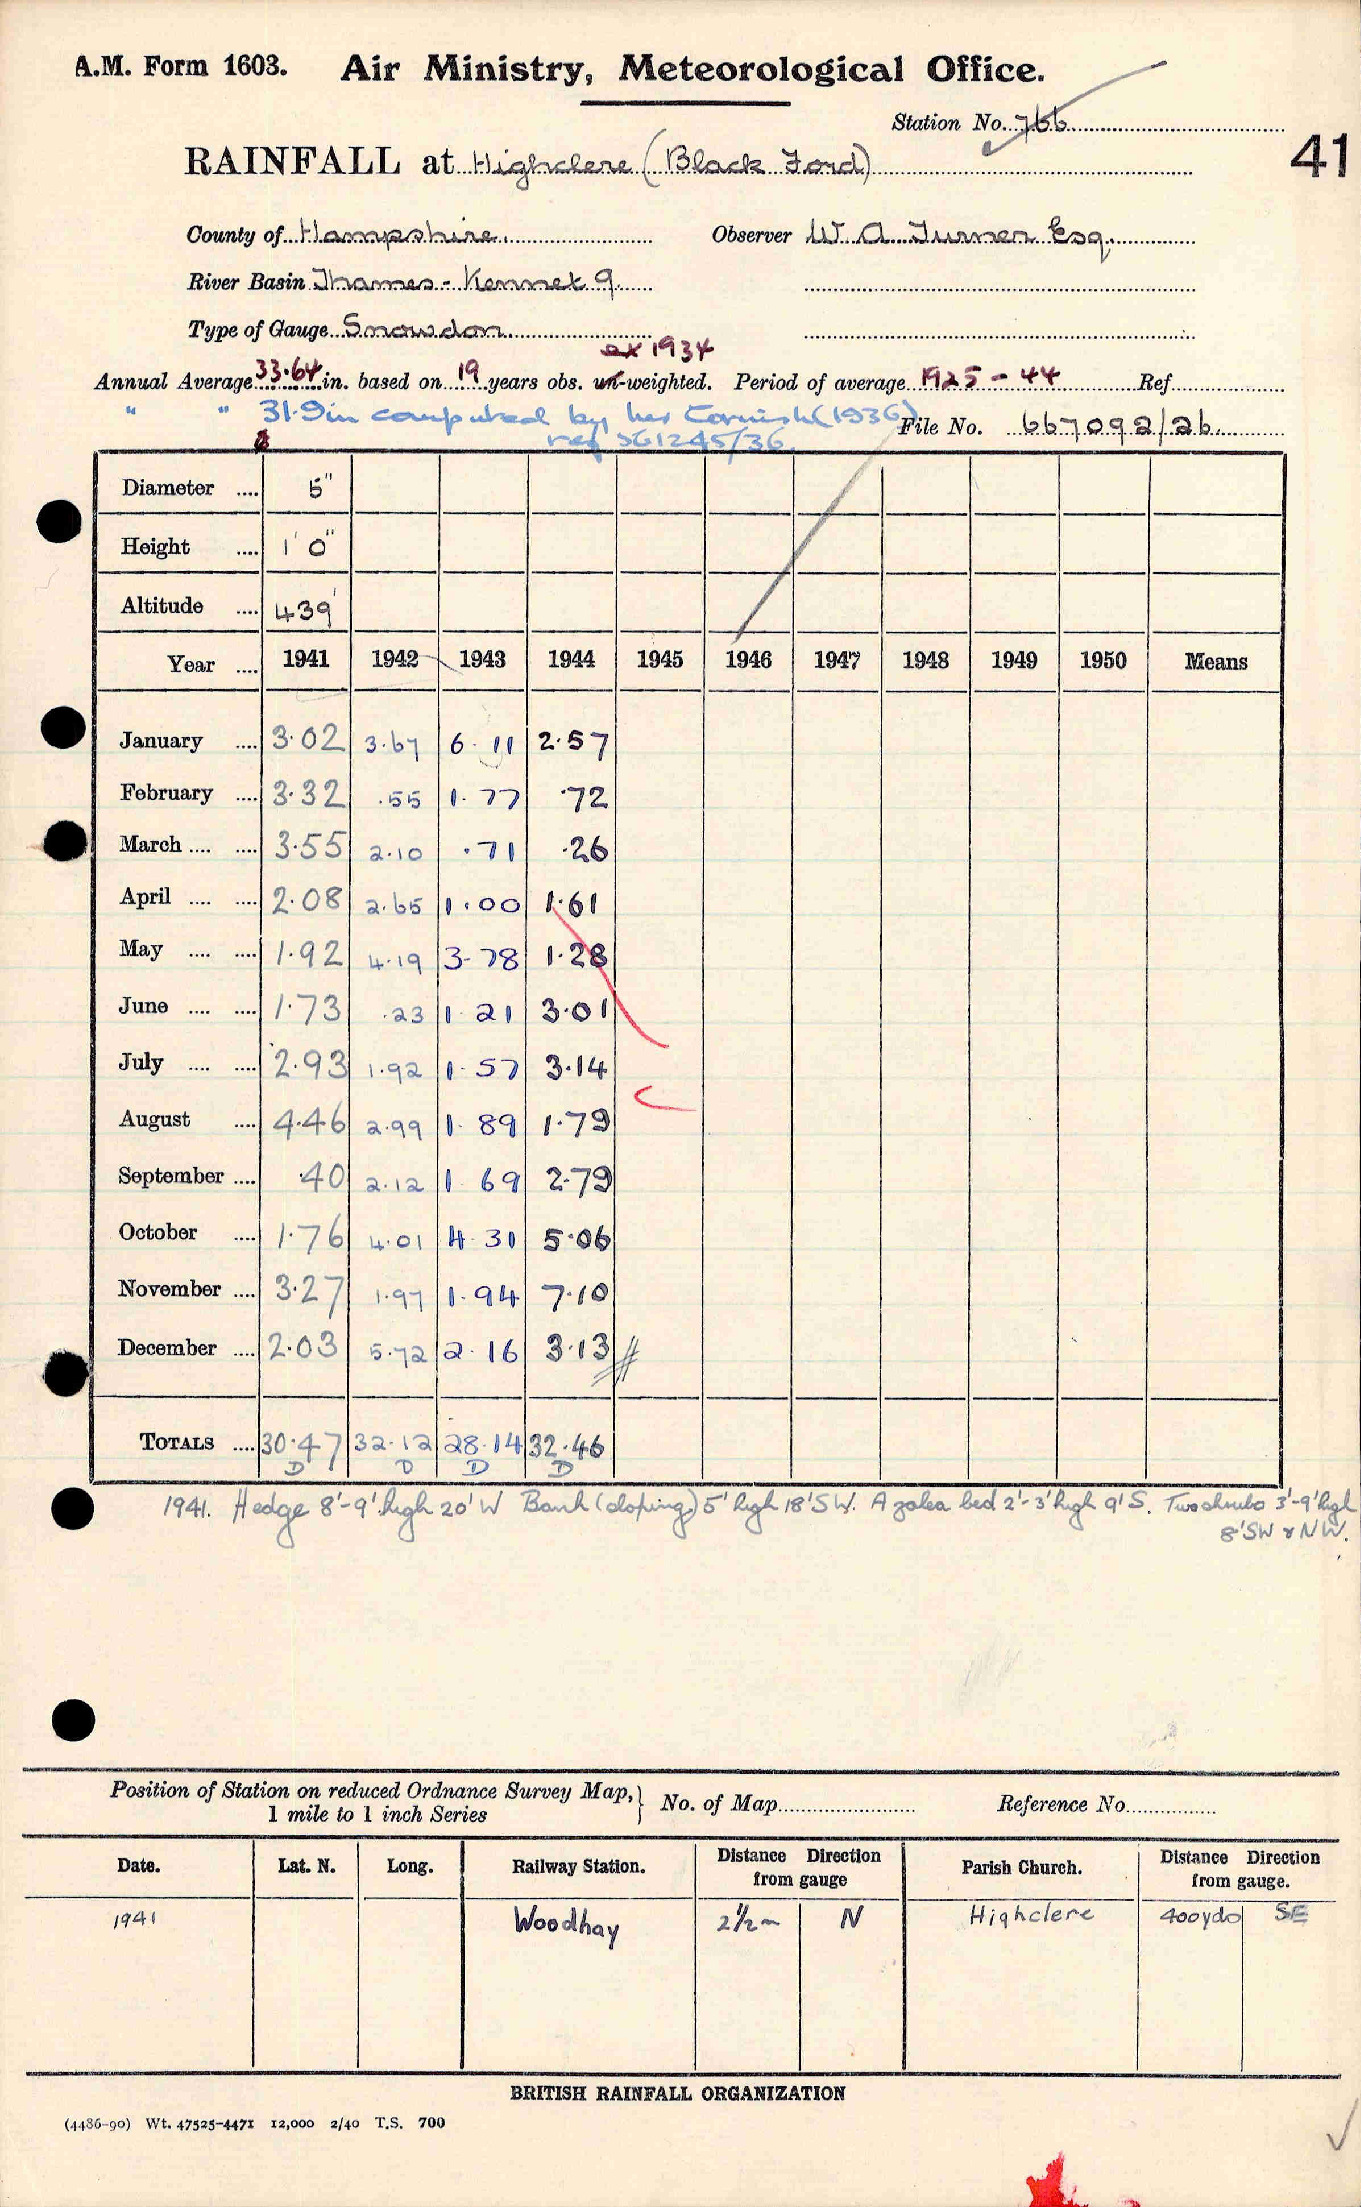 A.M. Form 1603. Air Ministry, Meteorological Office.
Station No. 766
41
RAINFALL at Highclere (Black Ford)
County of Hampshire. Observer W. A. Turner Esq.
River Basin Thames - Kennet 9.
Type of Gauge Snowdon.
ex 1934
Annual Average 33.64 in. based on 19 years obs. un-weighted. Period of average 1925 - 44 Ref.
" " 31.9in computed by her Cornish (1936) File No. 667092/26.
req 361245/36.
Diameter .... 5"
Height .... 1' 0"
Altitude .... 439'
Year .... 1941 1942 1943 1944 1945 1946 1947 1948 1949 1950 Means
January .... 3.02 3.67 6.11 2.57
February .... 3.32 .55 1.77 .72
March .... .... 3.55 2.10 .71 .26
April .... .... 2.08 2.65 1.00 1.61
May .... .... 1.92 4.19 3.78 1.28
June .... .... 1.73 .23 1.21 3.01
July .... .... 2.93 1.92 1.57 3.14
August .... 4.46 2.99 1.89 1.79
September .... .40 2.12 1.69 2.79
October .... 1.76 4.01 4.31 5.06
November .... 3.27 1.97 1.94 7.10
December .... 2.03 5.72 2.16 3.13
TOTALS .... 30.47 32.12 28.14 32.46
D D D D
1941. Hedge 8'-9' high 20' W Bank (sloping) 5' high 18' SW. Azalea bed 2'-3' high 9' S. Two shrubs 3'-9' high
8' SW & NW.
Position of Station on reduced Ordnance Survey Map, } No. of Map Reference No.
1 mile to 1 inch Series
Date. Lat. N. Long. Railway Station. Distance from gauge Direction Parish Church. Distance from gauge. Direction
1941 Woodhay 2½m N Highclere 400yds SE
BRITISH RAINFALL ORGANIZATION
(4486-90) Wt. 47525-4471 12,000 2/40 T.S. 700